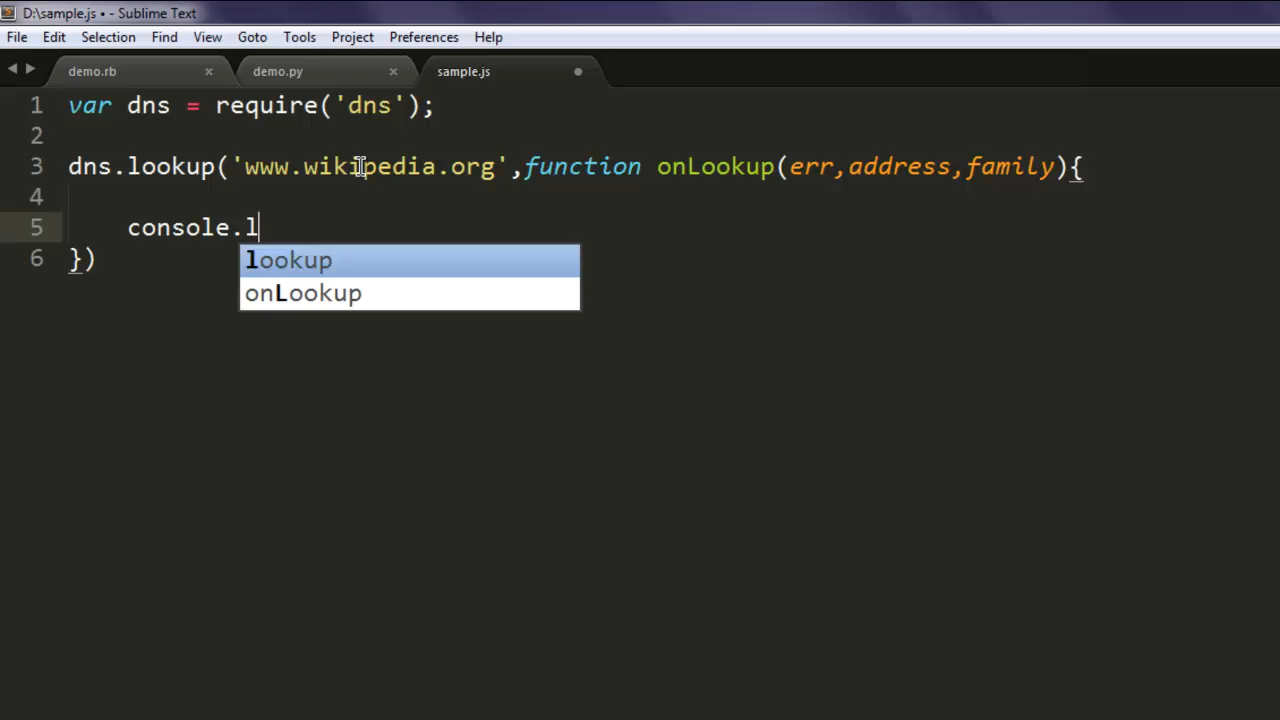 D:\sample.js • - Sublime Text
File Edit Selection Find View Goto Tools Project Preferences Help
demo.rb × demo.py × sample.js
1 var dns = require('dns');
2
3 dns.lookup('www.wikipedia.org',function onLookup(err,address,family){
4
5 console.l
lookup
6 })
onLookup